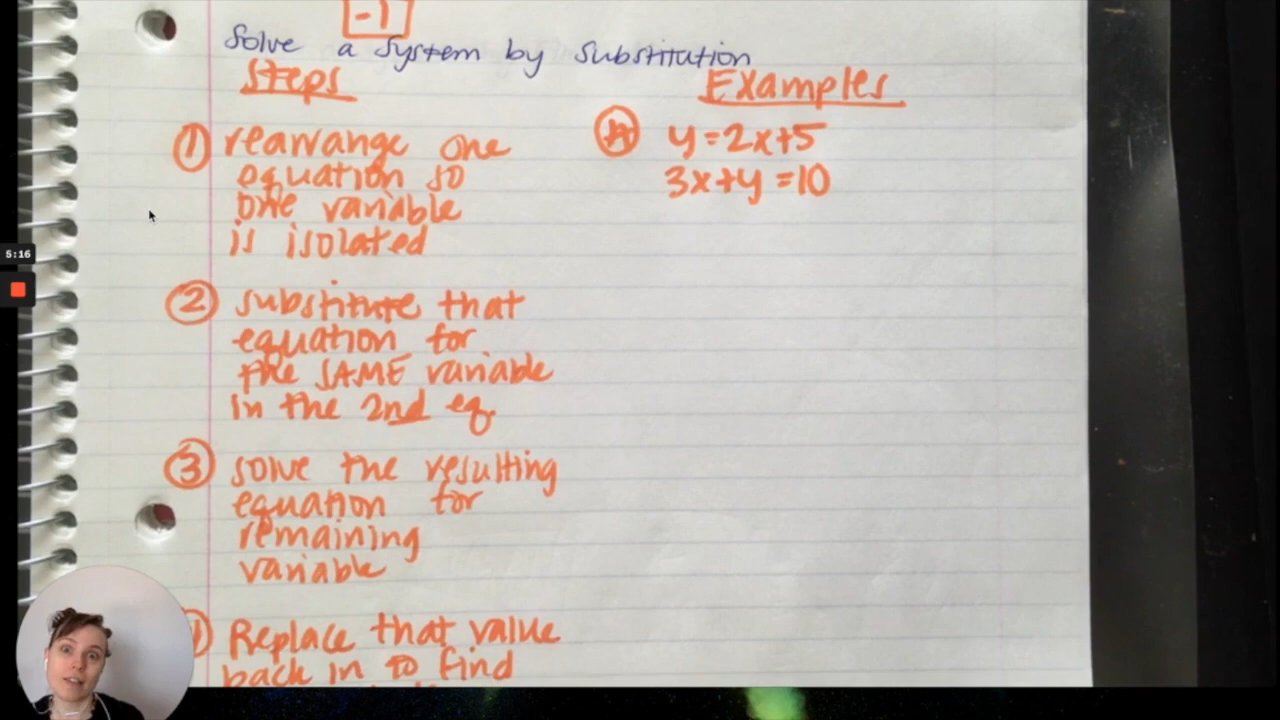 -1
Solve a System by Substitution
Steps
Examples
① rearrange one
equation so
one variable
is isolated
② substitute that
equation for
the SAME variable
in the 2nd eq.
③ solve the resulting
equation for
remaining
variable
Replace that value
back in to find
A y=2x+5
3x+y=10
5:16